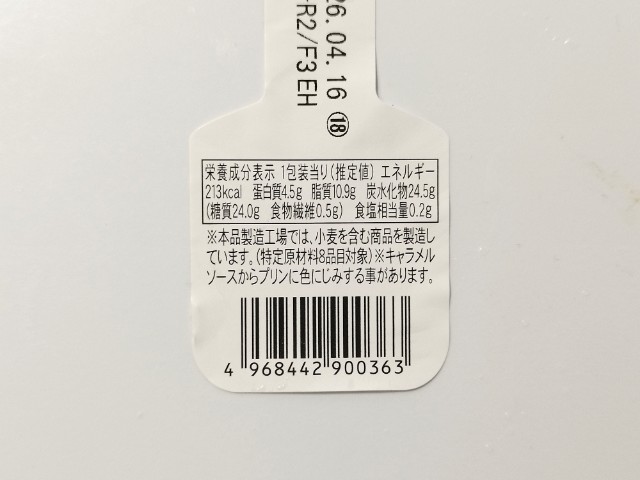 26.04.16
R2/F3EH
⑱
栄養成分表示 1包装当り(推定値) エネルギー
213kcal 蛋白質4.5g 脂質10.9g 炭水化物24.5g
(糖質24.0g 食物繊維0.5g) 食塩相当量0.2g
※本品製造工場では、小麦を含む商品を製造し
ています。(特定原材料8品目対象)※キャラメル
ソースからプリンに色にじみする事があります。
4 968442 900363